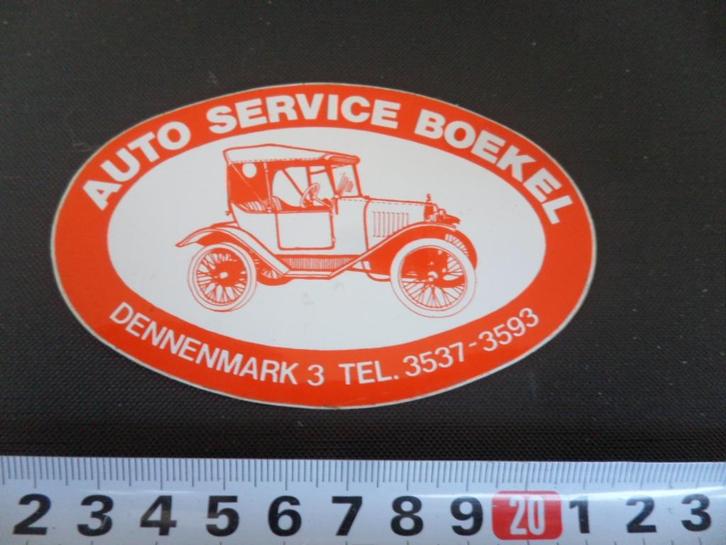 AUTO SERVICE BOEKEL
DENNENMARK 3 TEL. 3537-3593
2 3 4 5 6 7 8 9 20 1 2 3